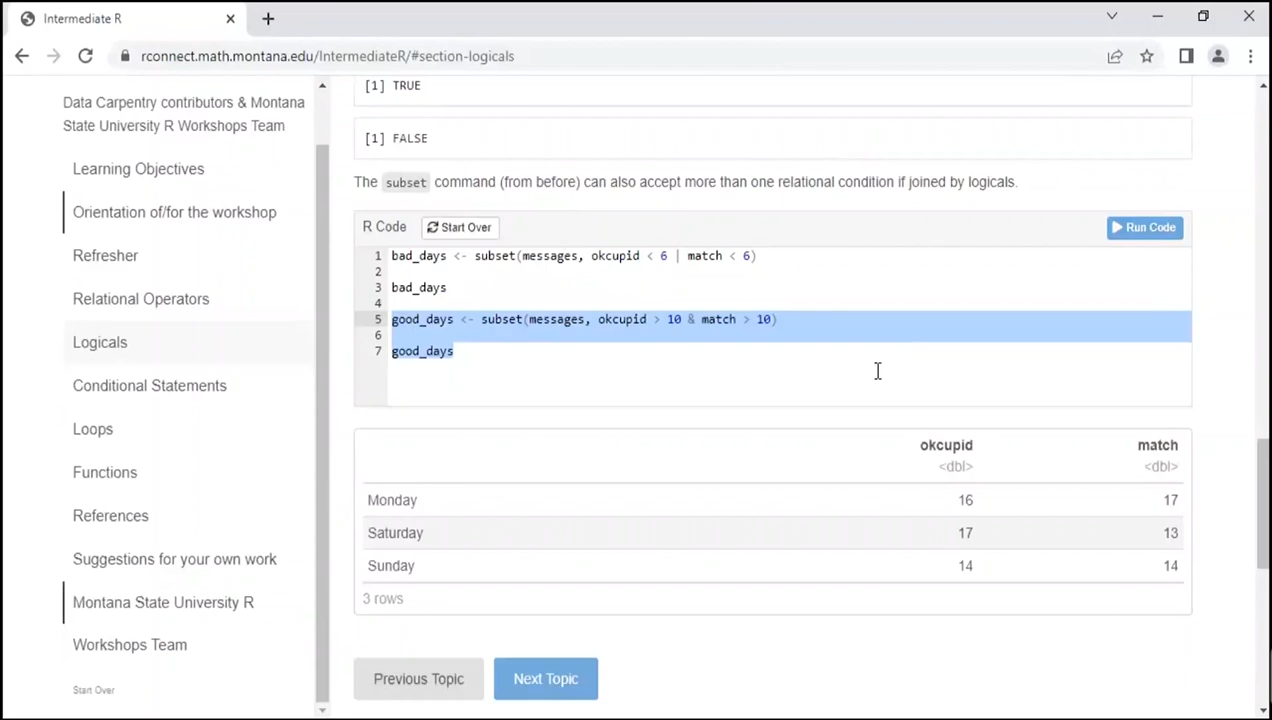 Intermediate R
rconnect.math.montana.edu/IntermediateR/#section-logicals
Data Carpentry contributors & Montana
State University R Workshops Team
Learning Objectives
Orientation of/for the workshop
Refresher
Relational Operators
Logicals
Conditional Statements
Loops
Functions
References
Suggestions for your own work
Montana State University R
Workshops Team
Start Over
[1] TRUE
[1] FALSE
The subset command (from before) can also accept more than one relational condition if joined by logicals.
R Code Start Over Run Code
1 bad_days <- subset(messages, okcupid < 6 | match < 6)
2
3 bad_days
4
5 good_days <- subset(messages, okcupid > 10 & match > 10)
6
7 good_days
okcupid match
<dbl> <dbl>
Monday 16 17
Saturday 17 13
Sunday 14 14
3 rows
Previous Topic Next Topic